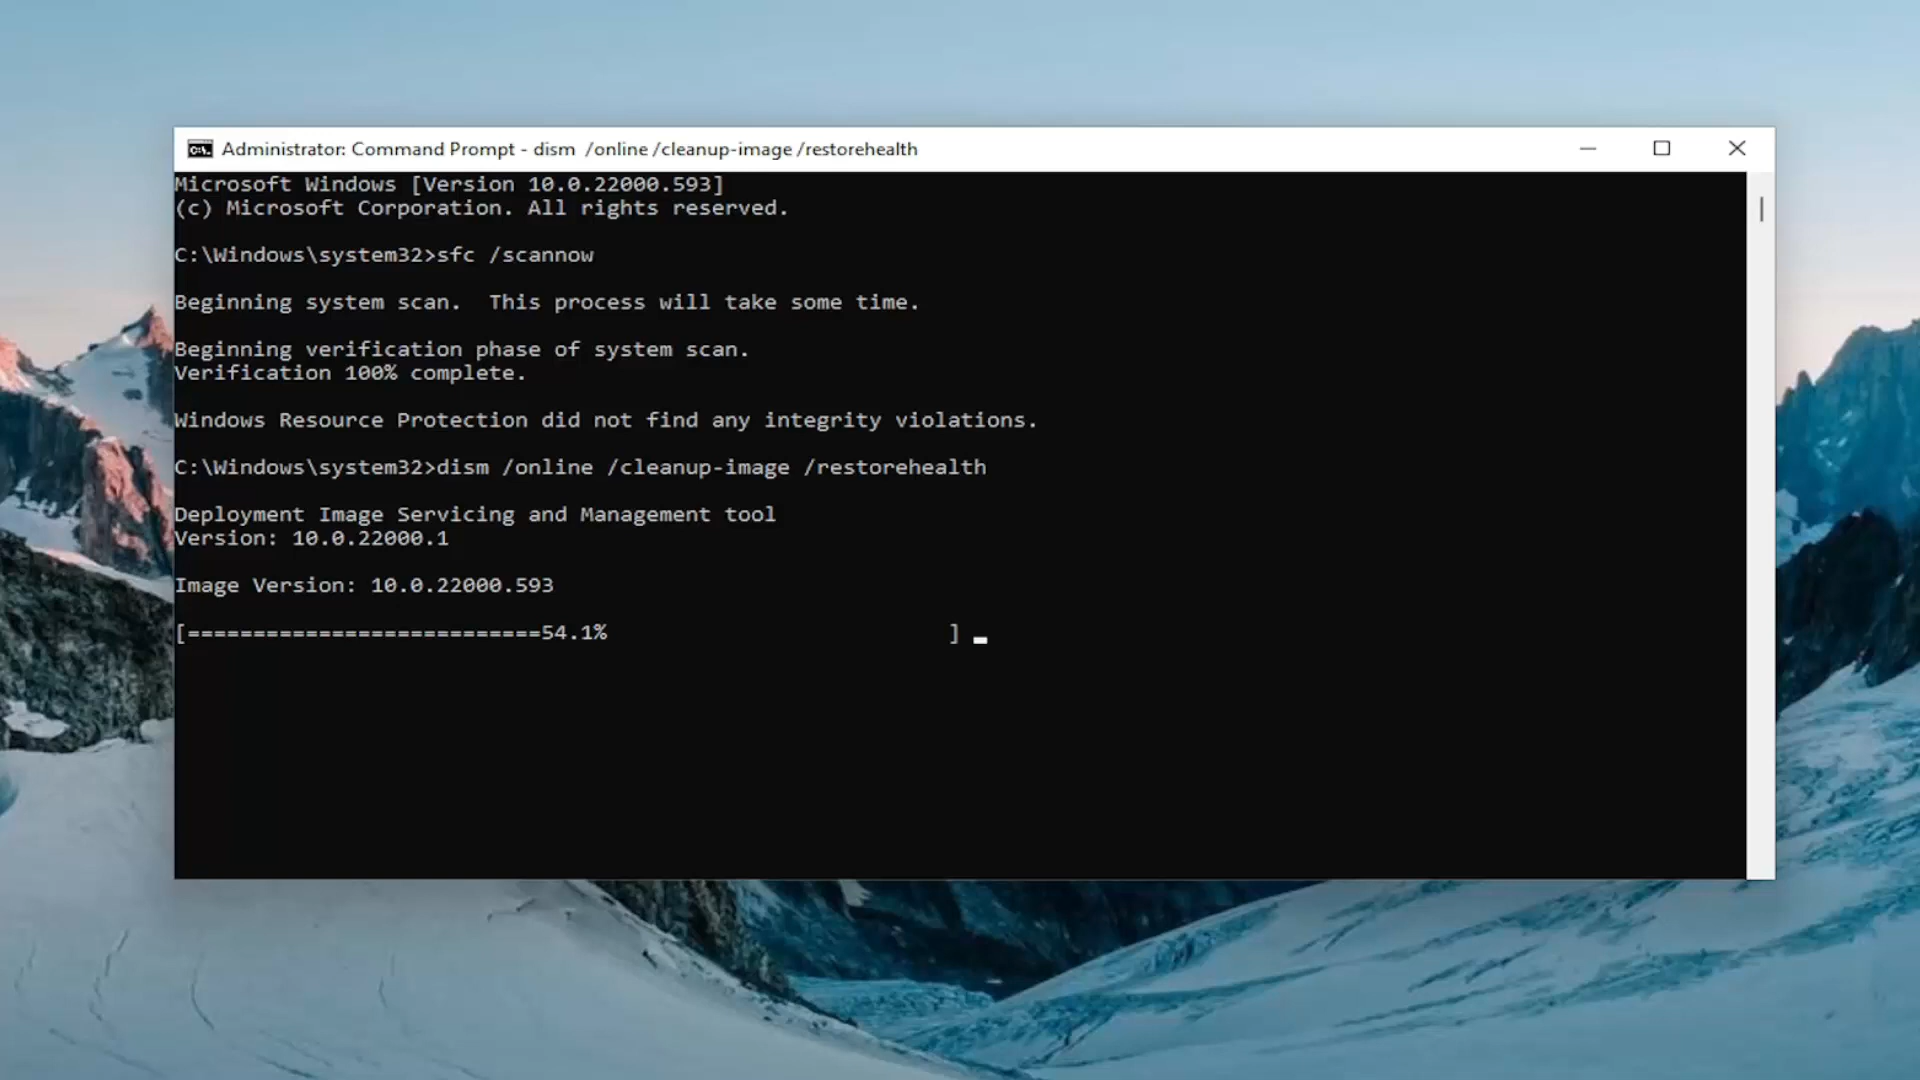 Administrator: Command Prompt - dism  /online /cleanup-image /restorehealth
Microsoft Windows [Version 10.0.22000.593]
(c) Microsoft Corporation. All rights reserved.
C:\Windows\system32>sfc /scannow
Beginning system scan.  This process will take some time.
Beginning verification phase of system scan.
Verification 100% complete.
Windows Resource Protection did not find any integrity violations.
C:\Windows\system32>dism /online /cleanup-image /restorehealth
Deployment Image Servicing and Management tool
Version: 10.0.22000.1
Image Version: 10.0.22000.593
[===========================54.1%                          ]